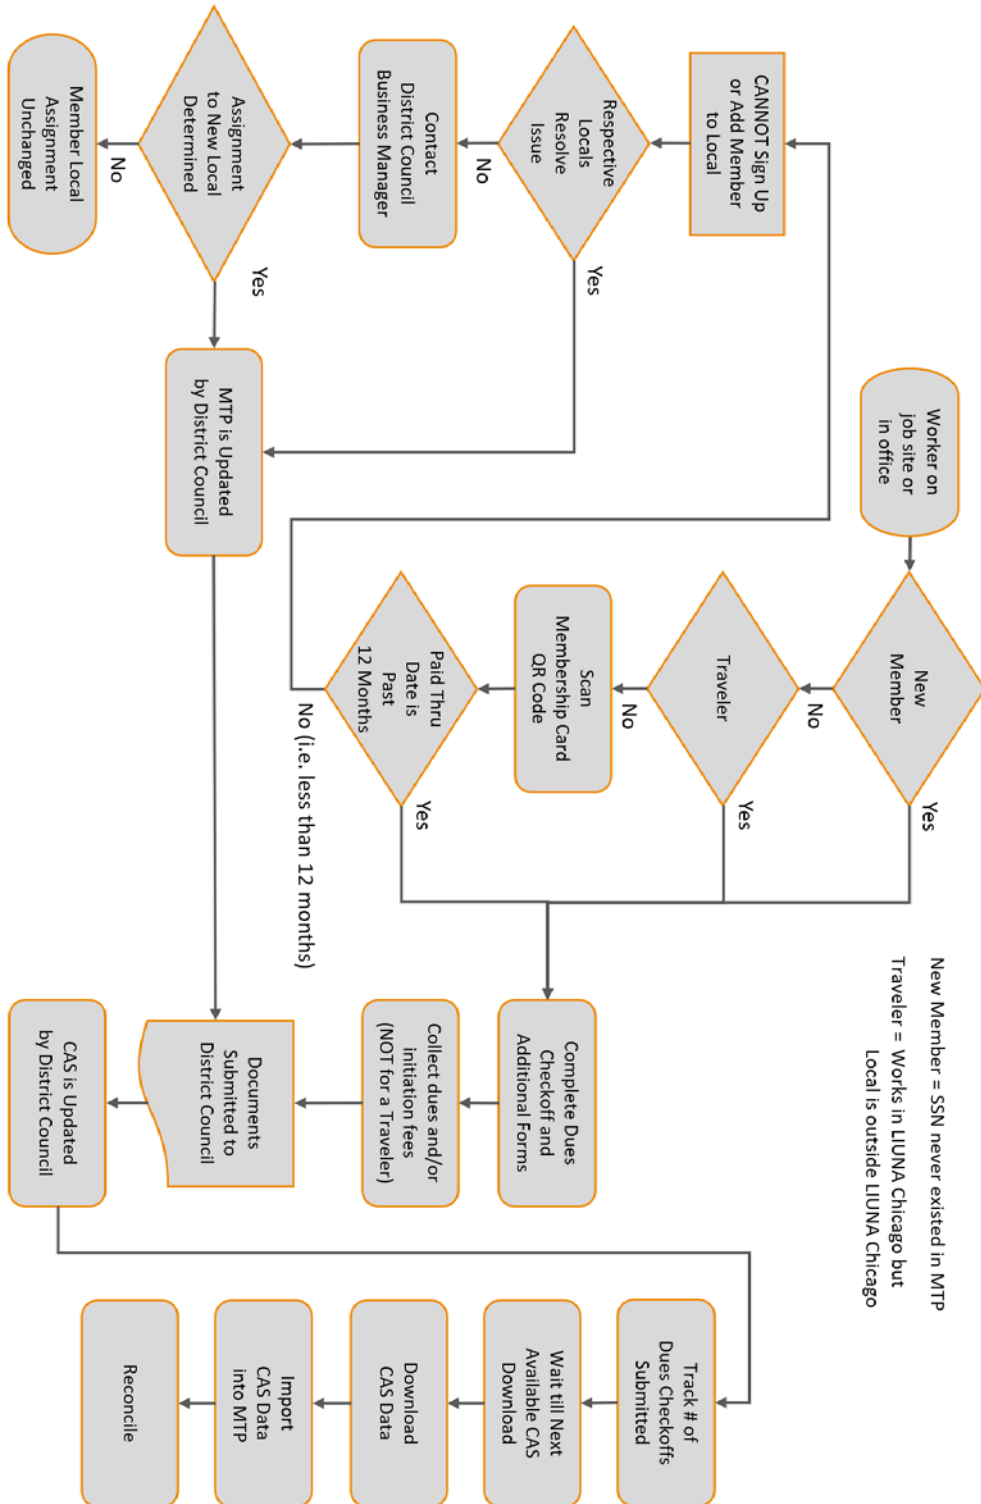 New Member = SSN never existed in MTP
Traveler = Works in LIUNA Chicago but
Local is outside LIUNA Chicago
Worker on
job site or
in office
New
Member
Yes
No
Traveler
Yes
No
Scan
Membership Card
QR Code
Paid Thru
Date is
Past
12 Months
Yes
No (i.e. less than 12 months)
CANNOT Sign Up
or Add Member
to Local
Respective
Locals
Resolve
Issue
Yes
No
Contact
District Council
Business Manager
Assignment
to New Local
Determined
Yes
No
Member Local
Assignment
Unchanged
MTP is Updated
by District Council
Complete Dues
Checkoff and
Additional Forms
Collect dues and/or
initiation fees
(NOT for a Traveler)
Documents
Submitted to
District Council
CAS is Updated
by District Council
Track # of
Dues Checkoffs
Submitted
Wait till Next
Available CAS
Download
Download
CAS Data
Import
CAS Data
into MTP
Reconcile